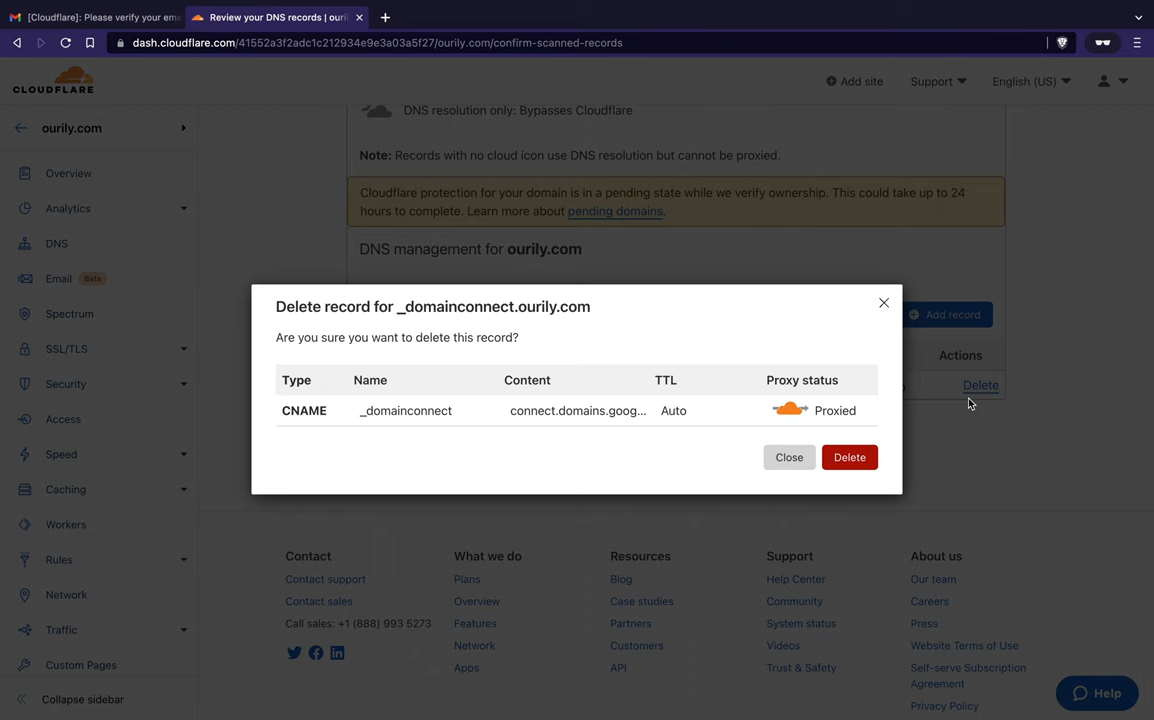 [Cloudflare]: Please verify your ema
Review your DNS records | ouril
dash.cloudflare.com/41552a3f2adc1c212934e9e3a03a5f27/ourily.com/confirm-scanned-records
CLOUDFLARE
Add site
Support
English (US)
ourily.com
Overview
Analytics
DNS
Email Beta
Spectrum
SSL/TLS
Security
Access
Speed
Caching
Workers
Rules
Network
Traffic
Custom Pages
Collapse sidebar
DNS resolution only: Bypasses Cloudflare
Note: Records with no cloud icon use DNS resolution but cannot be proxied.
Cloudflare protection for your domain is in a pending state while we verify ownership. This could take up to 24
hours to complete. Learn more about pending domains.
DNS management for ourily.com
Add record
Actions
Delete
Delete record for _domainconnect.ourily.com
Are you sure you want to delete this record?
Type Name Content TTL Proxy status
CNAME _domainconnect connect.domains.goog... Auto Proxied
Close Delete
Contact
Contact support
Contact sales
Call sales: +1 (888) 993 5273
What we do
Plans
Overview
Features
Network
Apps
Resources
Blog
Case studies
Partners
Customers
API
Support
Help Center
Community
System status
Videos
Trust & Safety
About us
Our team
Careers
Press
Website Terms of Use
Self-serve Subscription
Agreement
Privacy Policy
Help